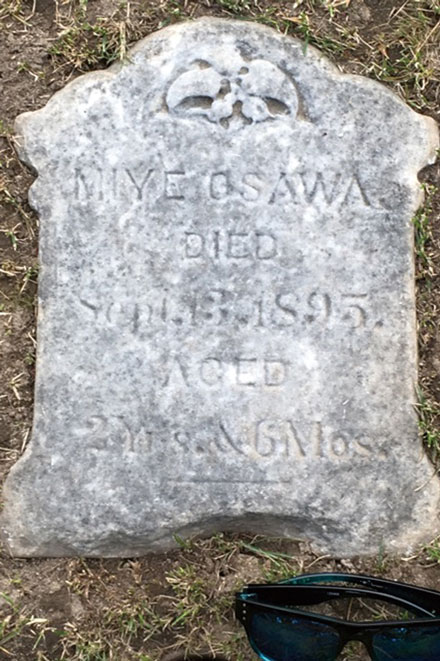 MIYE OSAWA.
DIED
Sept. 13. 1895.
AGED
2 Yrs. & 6 Mos.